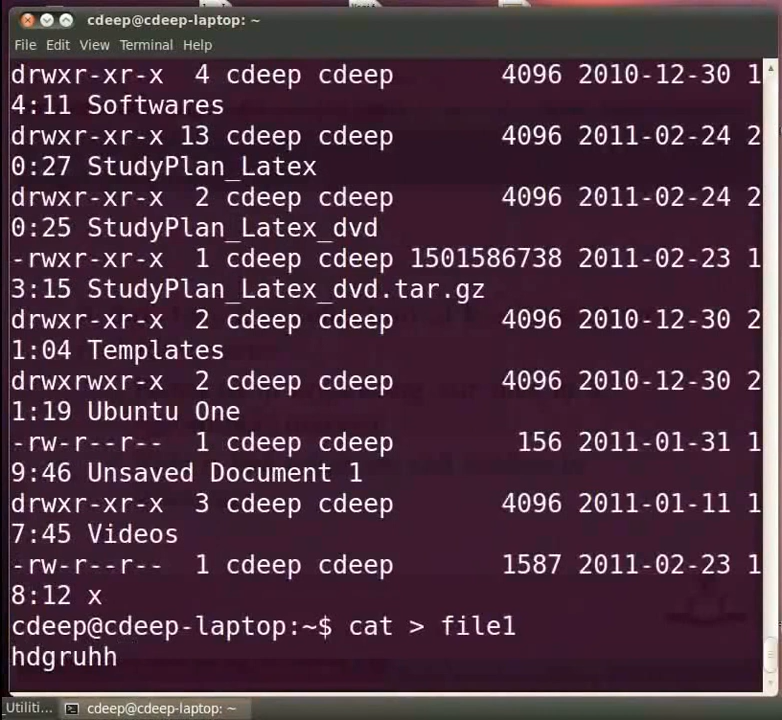 cdeep@cdeep-laptop: ~
File Edit View Terminal Help
drwxr-xr-x  4 cdeep cdeep       4096 2010-12-30 1
4:11 Softwares
drwxr-xr-x 13 cdeep cdeep       4096 2011-02-24 2
0:27 StudyPlan_Latex
drwxr-xr-x  2 cdeep cdeep       4096 2011-02-24 2
0:25 StudyPlan_Latex_dvd
-rwxr-xr-x  1 cdeep cdeep 1501586738 2011-02-23 1
3:15 StudyPlan_Latex_dvd.tar.gz
drwxr-xr-x  2 cdeep cdeep       4096 2010-12-30 2
1:04 Templates
drwxrwxr-x  2 cdeep cdeep       4096 2010-12-30 2
1:19 Ubuntu One
-rw-r--r--  1 cdeep cdeep        156 2011-01-31 1
9:46 Unsaved Document 1
drwxr-xr-x  3 cdeep cdeep       4096 2011-01-11 1
7:45 Videos
-rw-r--r--  1 cdeep cdeep       1587 2011-02-23 1
8:12 x
cdeep@cdeep-laptop:~$ cat > file1
hdgruhh
Utiliti... cdeep@cdeep-laptop: ~